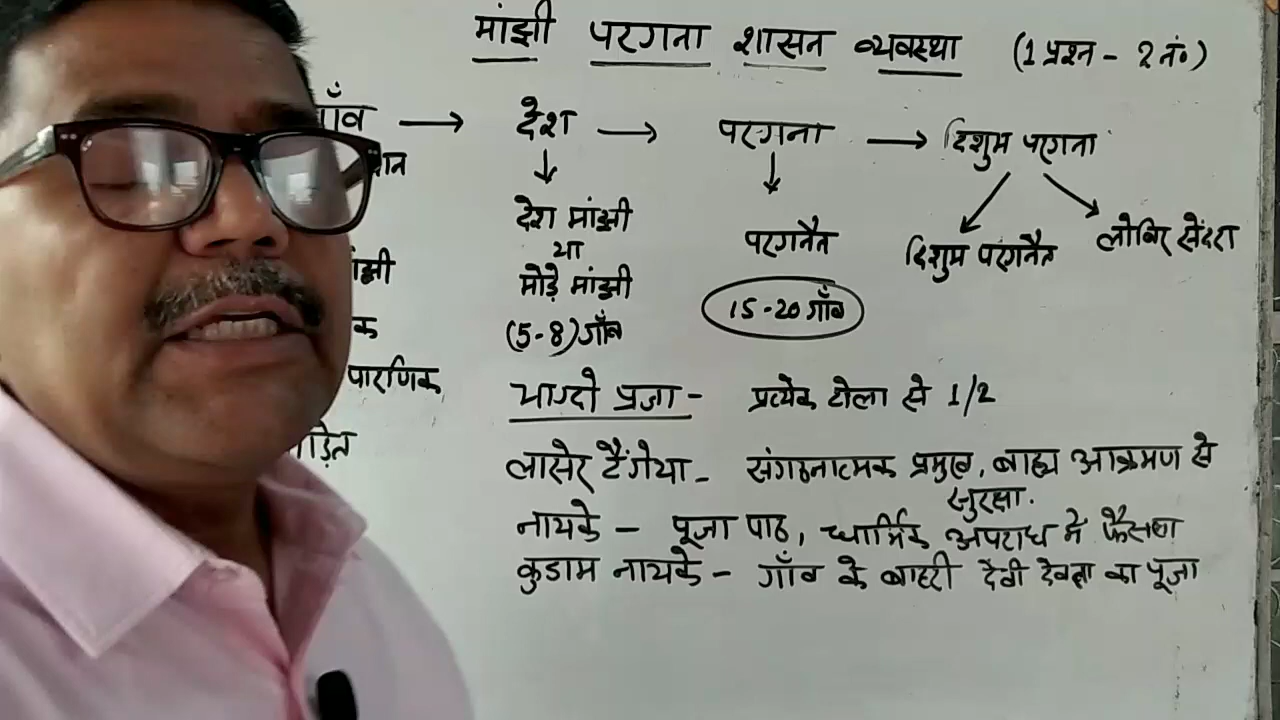 मांझी परगना शासन व्यवस्था (1 प्रश्न - 2 नं०)
→ देश → परगना → दिशुम परगना
देश मांझी
या
मोड़े मांझी
(5-8) गाँव
परगनैत
15-20 गाँव
दिशुम परगनैत
लोबिर सेंदरा
पारणिक
भाग्दो प्रजा - प्रत्येक टोला से 1/2
लासेर टैंगेया - संगठनात्मक प्रमुख, बाह्य आक्रमण से
सुरक्षा.
नायके - पूजा पाठ, धार्मिक अपराध में फैसला
कुडाम नायके - गाँव के बाहरी देवी देवता का पूजा